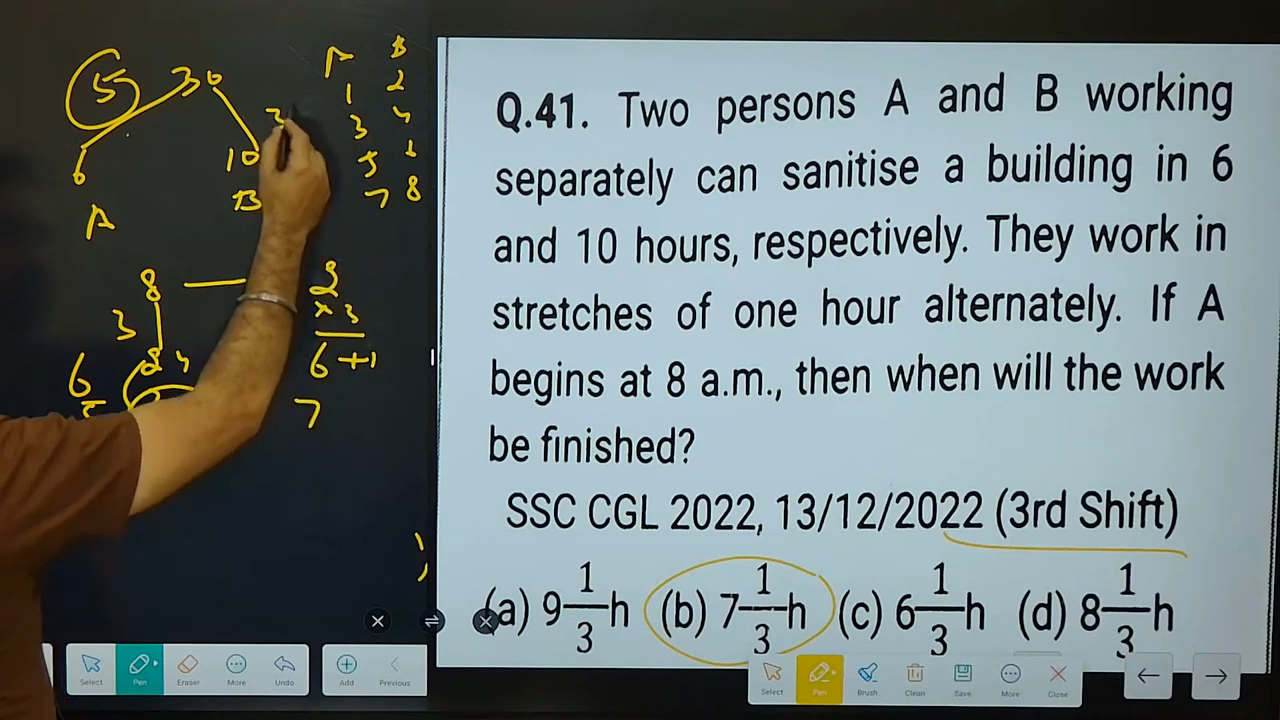 5 30 A B
1 2
3 4
10 5
6 B 7 8
A
8 2
3 × 3
24 6 +1
6
7
Q.41. Two persons A and B working
separately can sanitise a building in 6
and 10 hours, respectively. They work in
stretches of one hour alternately. If A
begins at 8 a.m., then when will the work
be finished?
SSC CGL 2022, 13/12/2022 (3rd Shift)
(a) 9 1/3 h (b) 7 1/3 h (c) 6 1/3 h (d) 8 1/3 h
Select Pen Eraser More Undo Add Previous
Select Pen Brush Clean Save More Close